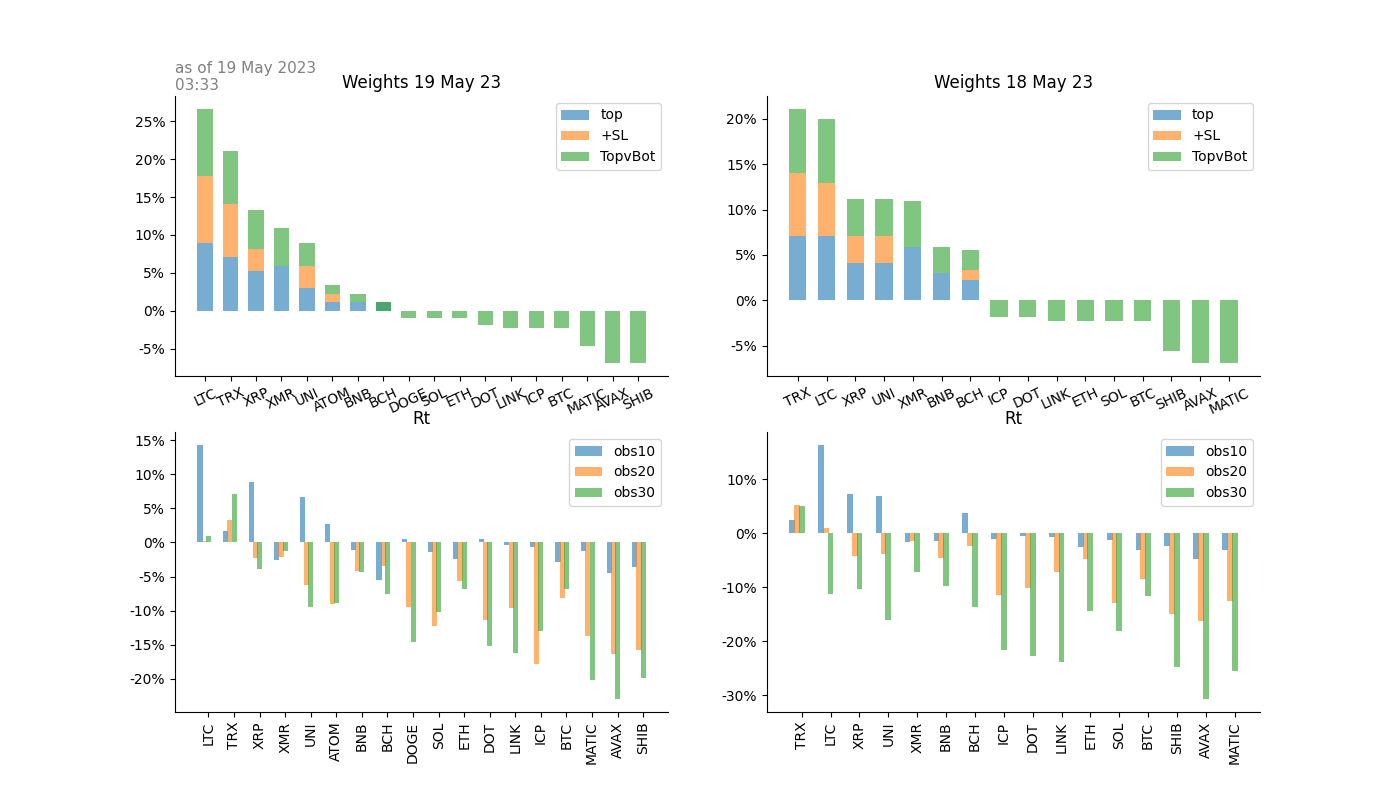 as of 19 May 2023
03:33
Weights 19 May 23
25%
20%
15%
10%
5%
0%
-5%
top
+SL
TopvBot
LTC TRX XRP XMR UNI ATOM BNB BCH DOGE SOL ETH DOT LINK ICP BTC MATIC AVAX SHIB
Weights 18 May 23
20%
15%
10%
5%
0%
-5%
top
+SL
TopvBot
TRX LTC XRP UNI XMR BNB BCH ICP DOT LINK ETH SOL BTC SHIB AVAX MATIC
Rt
15%
10%
5%
0%
-5%
-10%
-15%
-20%
obs10
obs20
obs30
LTC TRX XRP XMR UNI ATOM BNB BCH DOGE SOL ETH DOT LINK ICP BTC MATIC AVAX SHIB
Rt
10%
0%
-10%
-20%
-30%
obs10
obs20
obs30
TRX LTC XRP UNI XMR BNB BCH ICP DOT LINK ETH SOL BTC SHIB AVAX MATIC